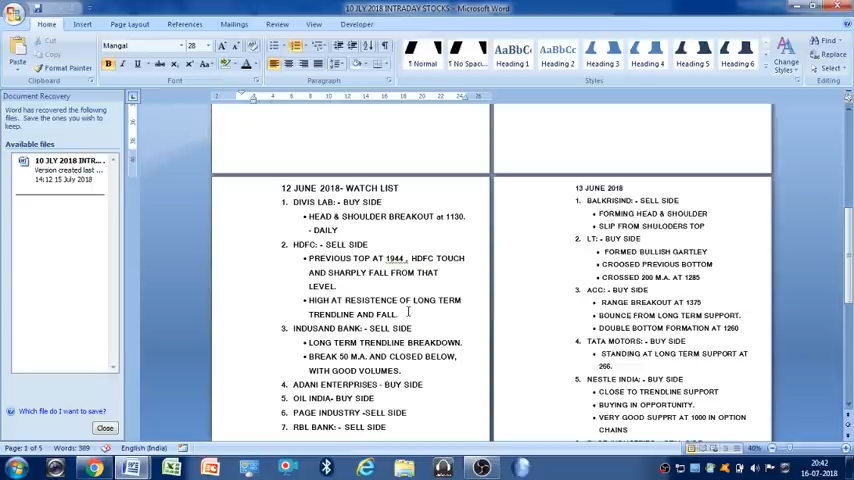 10 JLY 2018 INTRADAY STOCKS - Microsoft Word
Home Insert Page Layout References Mailings Review View Developer
Paste
Cut
Copy
Format Painter
Clipboard
Mangal 28
Font
Paragraph
AaBbC AaBbC AaBbC AaBbC
¶ Normal ¶ No Spaci... Heading 1 Heading 2 Heading 3 Heading 4 Heading 5 Heading 6
Styles
Change
Styles
Find
Replace
Select
Editing
Document Recovery
Word has recovered the following
files. Save the ones you wish to
keep.
Available files
10 JLY 2018 INTR...
Version created last ...
14:12 15 July 2018
Which file do I want to save?
Close
12 JUNE 2018- WATCH LIST
1. DIVIS LAB: - BUY SIDE
• HEAD & SHOULDER BREAKOUT at 1130.
- DAILY
2. HDFC: - SELL SIDE
• PREVIOUS TOP AT 1944 , HDFC TOUCH
AND SHARPLY FALL FROM THAT
LEVEL.
• HIGH AT RESISTENCE OF LONG TERM
TRENDLINE AND FALL.
3. INDUSAND BANK: - SELL SIDE
• LONG TERM TRENDLINE BREAKDOWN.
• BREAK 50 M.A. AND CLOSED BELOW,
WITH GOOD VOLUMES.
4. ADANI ENTERPRISES - BUY SIDE
5. OIL INDIA- BUY SIDE
6. PAGE INDUSTRY -SELL SIDE
7. RBL BANK: - SELL SIDE
13 JUNE 2018
1. BALKRISIND: - SELL SIDE
• FORMING HEAD & SHOULDER
• SLIP FROM SHULODERS TOP
2. LT: - BUY SIDE
• FORMED BULLISH GARTLEY
• CROOSED PREVIOUS BOTTOM
• CROSSED 200 M.A. AT 1285
3. ACC: - BUY SIDE
• RANGE BREAKOUT AT 1375
• BOUNCE FROM LONG TERM SUPPORT.
• DOUBLE BOTTOM FORMATION AT 1260
4. TATA MOTORS: - BUY SIDE
• STANDING AT LONG TERM SUPPORT AT
266.
5. NESTLE INDIA: - BUY SIDE
• CLOSE TO TRENDLINE SUPPORT
• BUYING IN OPPORTUNITY.
• VERY GOOD SUPPRT AT 1000 IN OPTION
CHAINS
Page: 1 of 5 Words: 389 English (India) 40%
20:42
16-07-2018